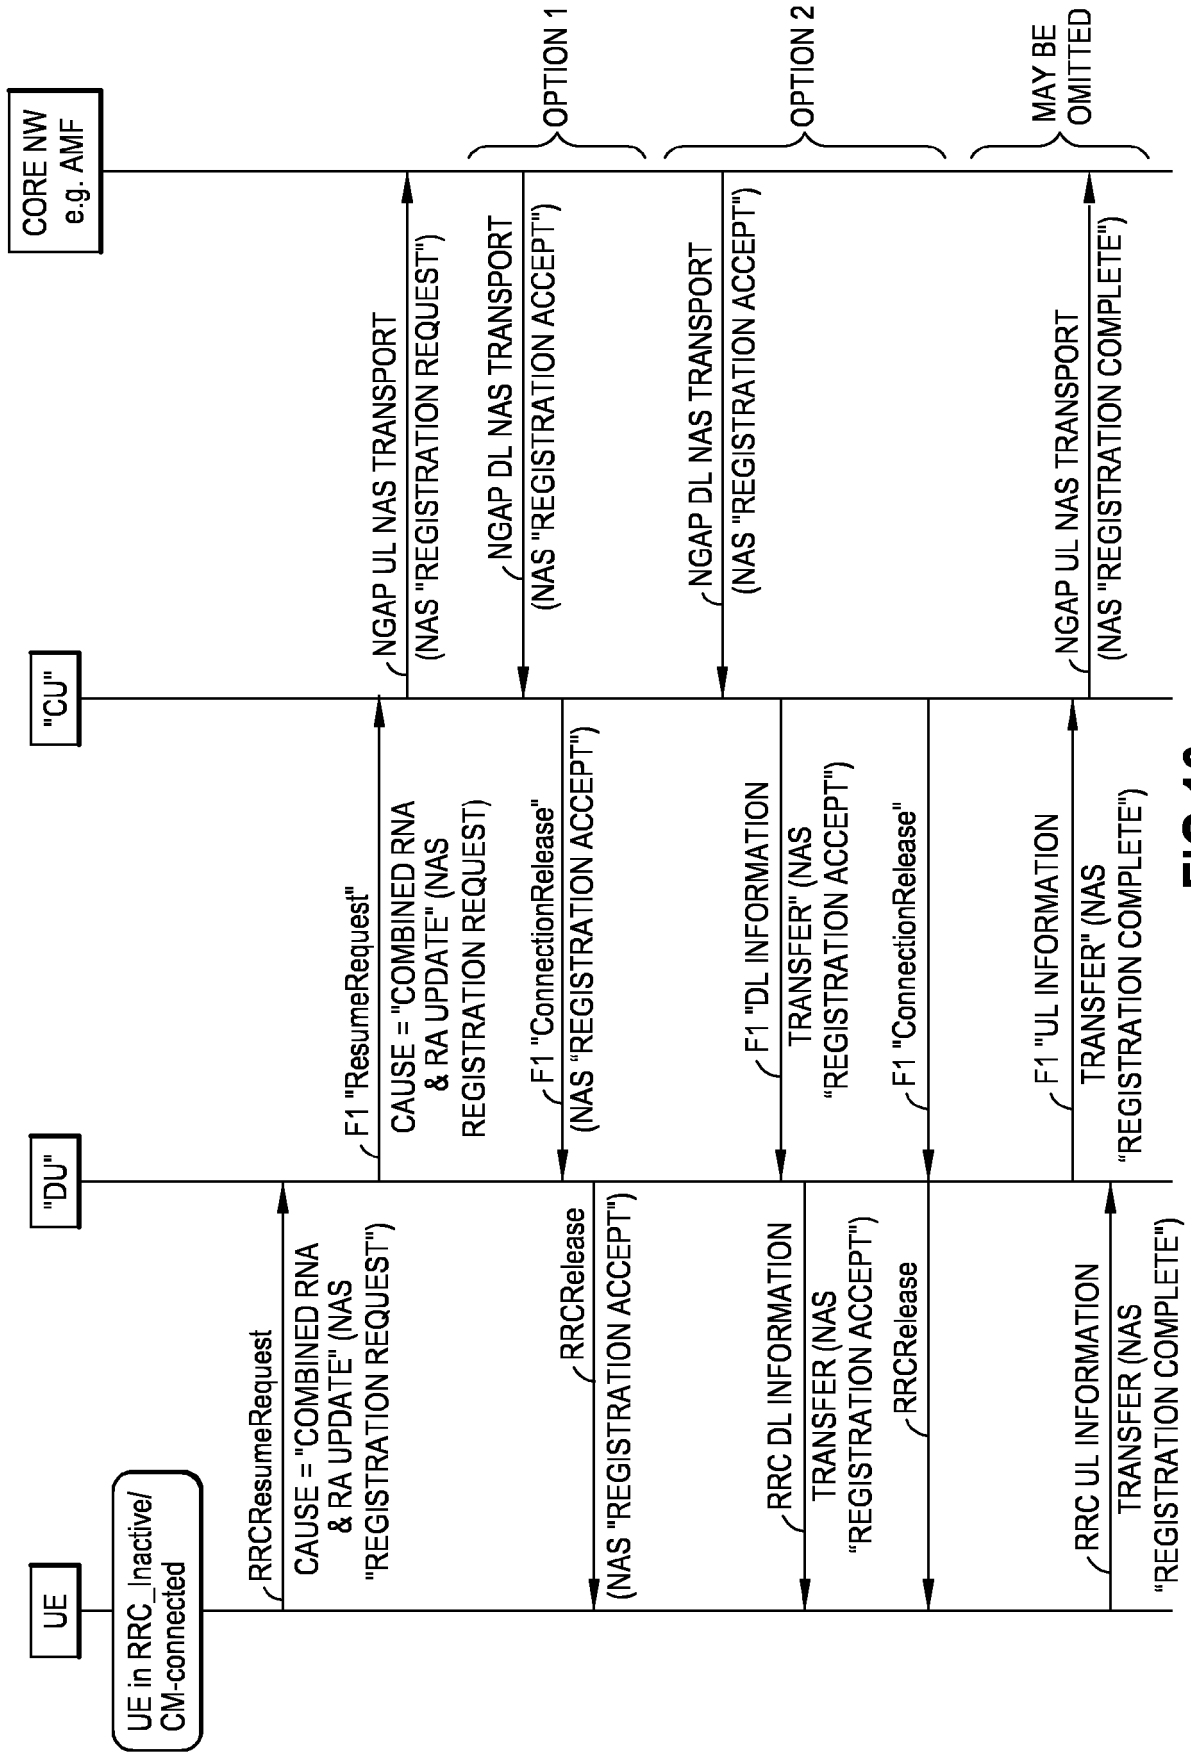 UE
"DU"
"CU"
CORE NW
e.g. AMF
UE in RRC_Inactive/
CM-connected
RRCResumeRequest
CAUSE = "COMBINED RNA
& RA UPDATE" (NAS
"REGISTRATION REQUEST")
F1 "ResumeRequest"
CAUSE = "COMBINED RNA
& RA UPDATE" (NAS
REGISTRATION REQUEST)
NGAP UL NAS TRANSPORT
(NAS "REGISTRATION REQUEST")
NGAP DL NAS TRANSPORT
(NAS "REGISTRATION ACCEPT")
OPTION 1
F1 "ConnectionRelease"
(NAS “REGISTRATION ACCEPT")
RRCRelease
(NAS "REGISTRATION ACCEPT")
NGAP DL NAS TRANSPORT
(NAS "REGISTRATION ACCEPT")
OPTION 2
F1 "DL INFORMATION
TRANSFER" (NAS
“REGISTRATION ACCEPT")
RRC DL INFORMATION
TRANSFER (NAS
“REGISTRATION ACCEPT")
F1 "ConnectionRelease"
RRCRelease
RRC UL INFORMATION
TRANSFER (NAS
“REGISTRATION COMPLETE")
F1 "UL INFORMATION
TRANSFER" (NAS
“REGISTRATION COMPLETE")
NGAP UL NAS TRANSPORT
(NAS "REGISTRATION COMPLETE")
MAY BE
OMITTED